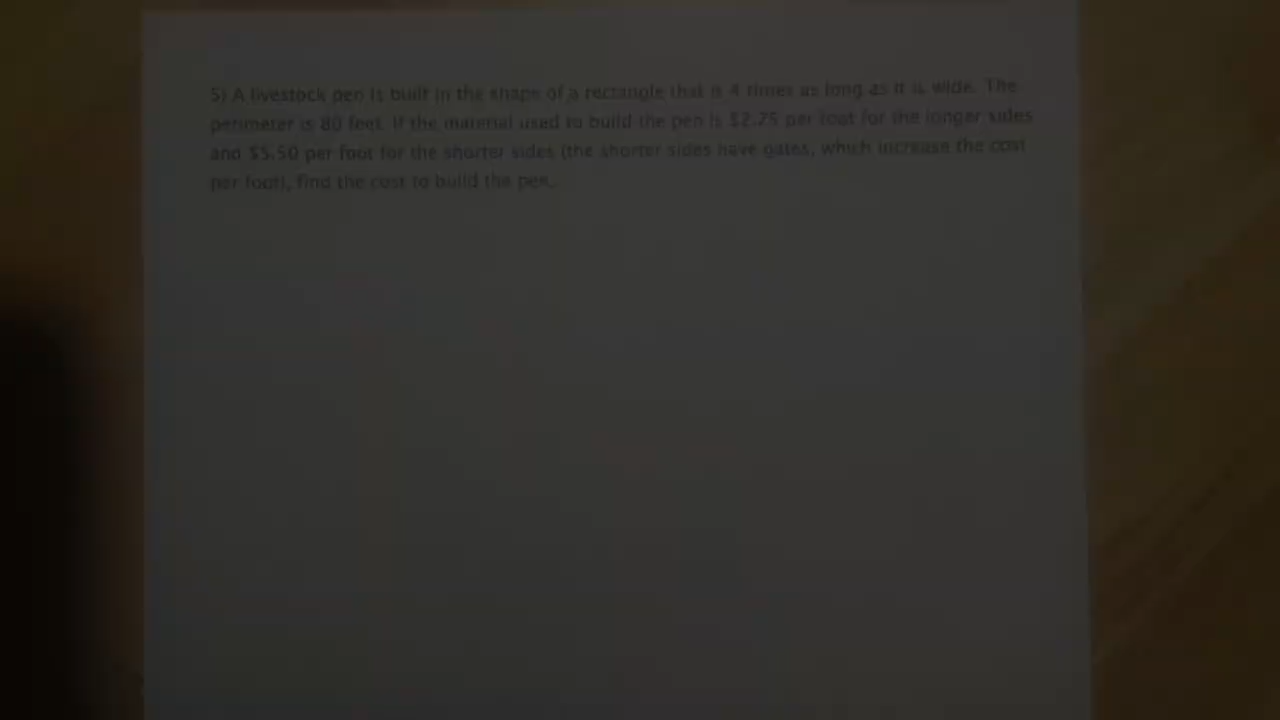 5) A livestock pen is built in the shape of a rectangle that is 4 times as long as it is wide. The
perimeter is 80 feet. If the material used to build the pen is $2.25 per foot for the longer sides
and $5.50 per foot for the shorter sides (the shorter sides have gates, which increase the cost
per foot), find the cost to build the pen.